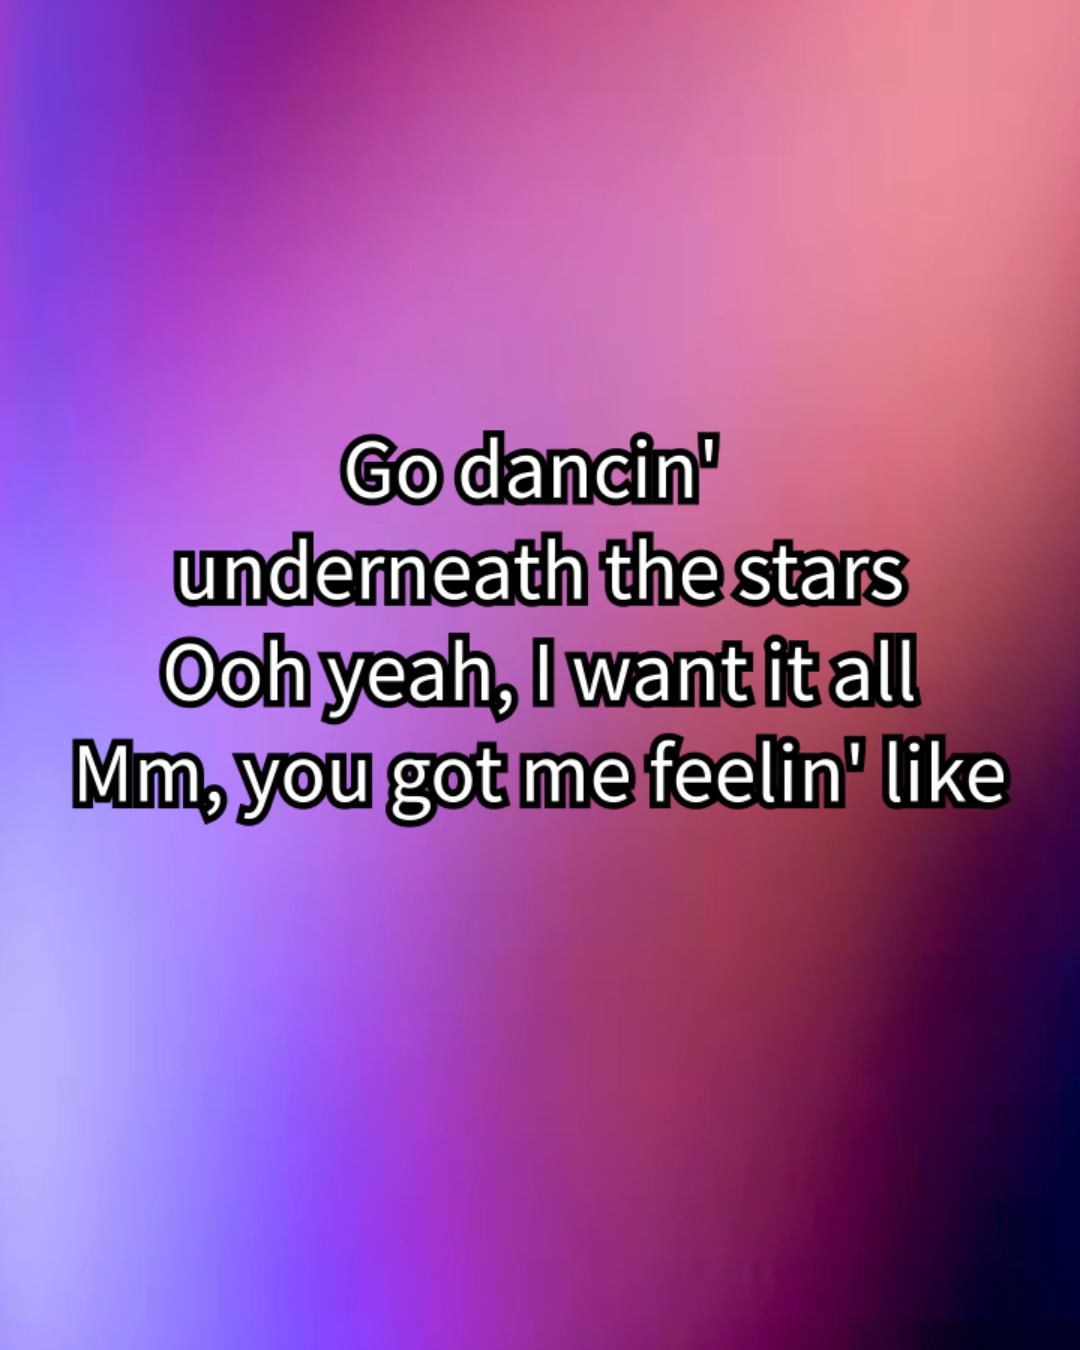 Go dancin'
underneath the stars
Ooh yeah, I want it all
Mm, you got me feelin' like